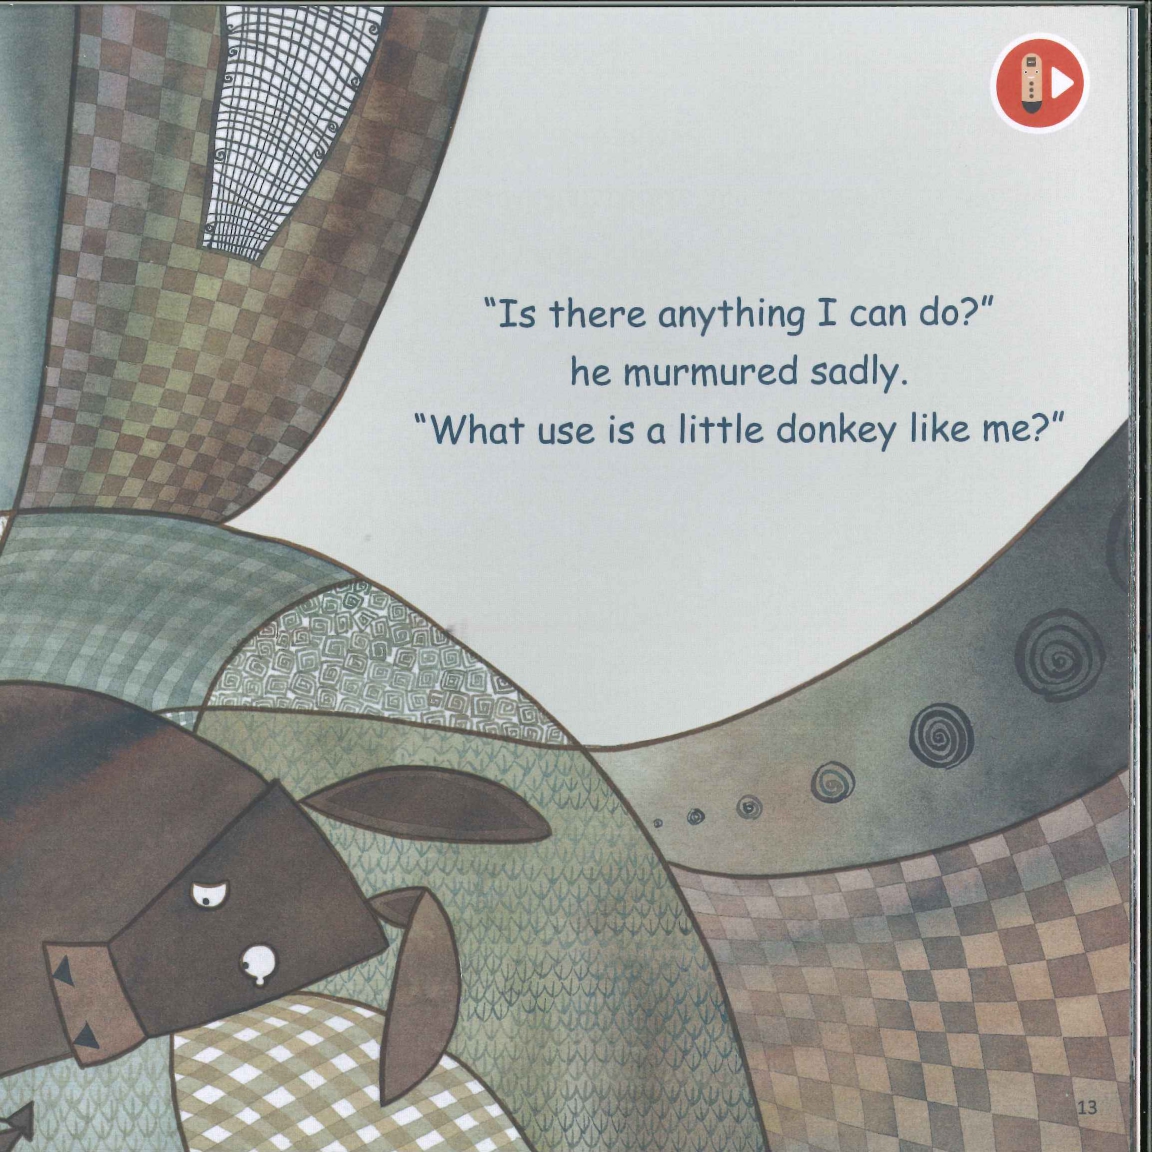 “Is there anything I can do?”
he murmured sadly.
“What use is a little donkey like me?”
13